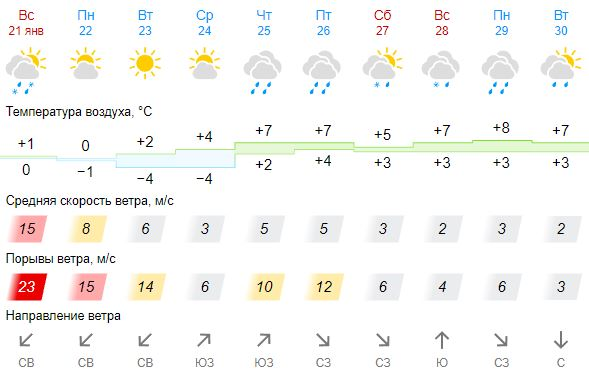 Вс Пн Вт Ср Чт Пт Сб Вс Пн Вт
21 янв 22 23 24 25 26 27 28 29 30
Температура воздуха, °C
+1 0 +2 +4 +7 +7 +5 +7 +8 +7
0 −1 −4 −4 +2 +4 +3 +3 +3 +3
Средняя скорость ветра, м/с
15 8 6 3 5 5 3 2 3 2
Порывы ветра, м/с
23 15 14 6 10 12 6 4 6 3
Направление ветра
СВ СВ СВ ЮЗ ЮЗ СЗ СЗ Ю СЗ С